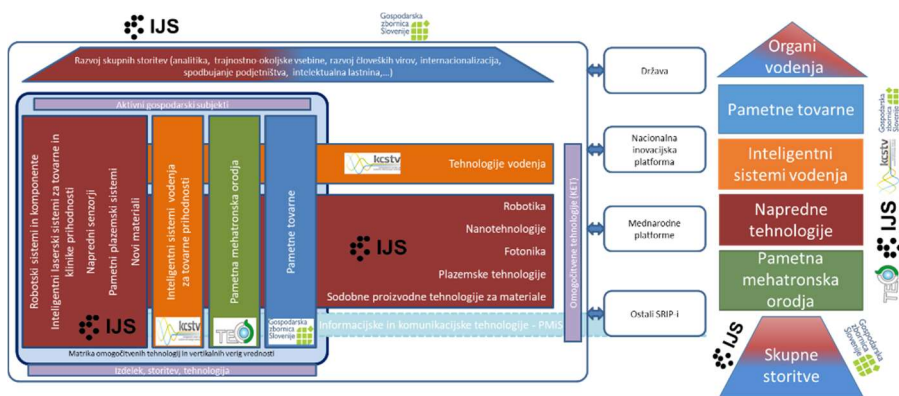 IJS
Gospodarska
zbornica
Slovenije
Razvoj skupnih storitev (analitika, trajnostno-okoljske vsebine, razvoj človeških virov, internacionalizacija,
spodbujanje podjetništva, intelektualna lastnina,...)
Aktivni gospodarski subjekti
Robotski sistemi in komponente
Inteligentni laserski sistemi za tovarne in
klinike prihodnosti
Napredni senzorji
Pametni plazemski sistemi
Novi materiali
IJS
Inteligentni sistemi vodenja
za tovarne prihodnosti
kcstv
Pametna mehatronska orodja
TECOS
Pametne tovarne
Gospodarska
zbornica
Slovenije
kcstv
Tehnologije vodenja
IJS
Robotika
Nanotehnologije
Fotonika
Plazemske tehnologije
Sodobne proizvodne tehnologije za materiale
Informacijske in komunikacijske tehnologije - PMIS
Matrika omogočitvenih tehnologij in vertikalnih verig vrednosti
Izdelek, storitev, tehnologija
Omogočitvene tehnologije (KET)
Država
Nacionalna
inovacijska
platforma
Mednarodne
platforme
Ostali SRIP-i
Organi
vodenja
Pametne tovarne
Gospodarska
zbornica
Slovenije
Inteligentni
sistemi vodenja
kcstv
Napredne
tehnologije
IJS
Pametna
mehatronska
orodja
TECOS
IJS
Skupne
storitve
Gospodarska
zbornica
Slovenije